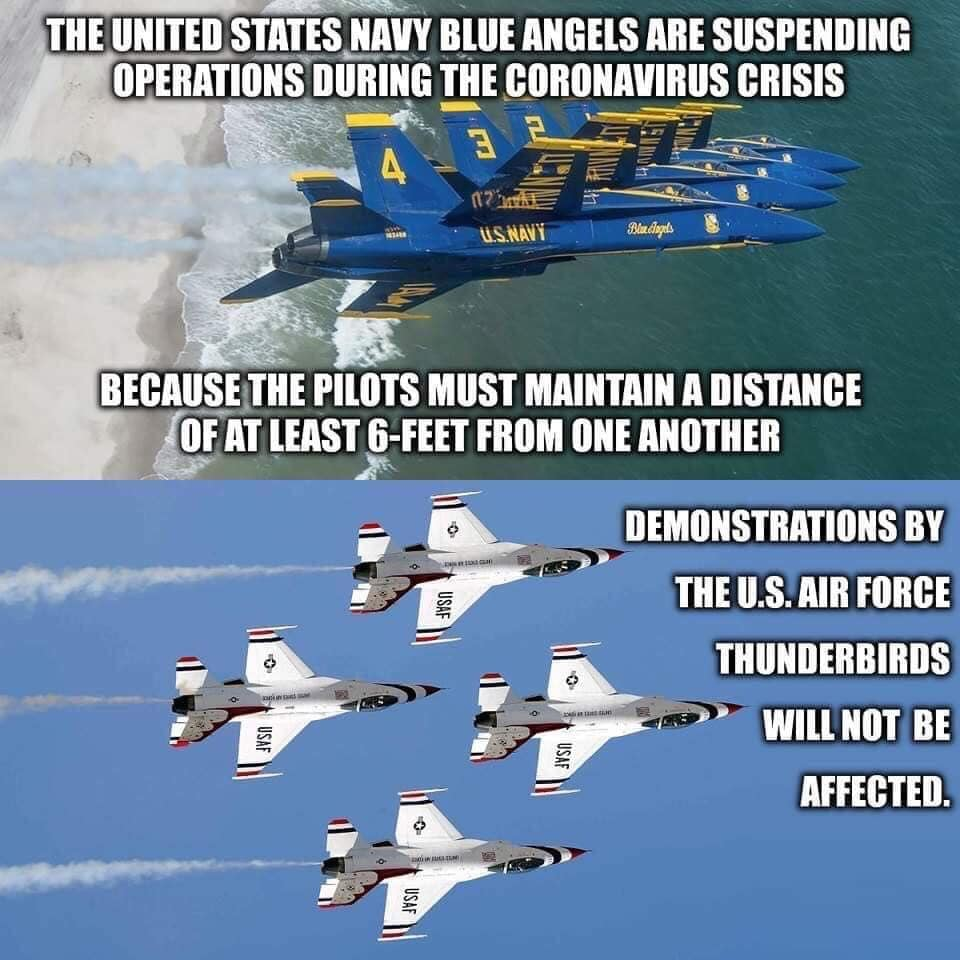 THE UNITED STATES NAVY BLUE ANGELS ARE SUSPENDING
OPERATIONS DURING THE CORONAVIRUS CRISIS
4
3
2
U.S.NAVY
Blue Angels
BECAUSE THE PILOTS MUST MAINTAIN A DISTANCE
OF AT LEAST 6-FEET FROM ONE ANOTHER
DEMONSTRATIONS BY
THE U.S. AIR FORCE
THUNDERBIRDS
WILL NOT BE
AFFECTED.
USAF
USAF
USAF
USAF